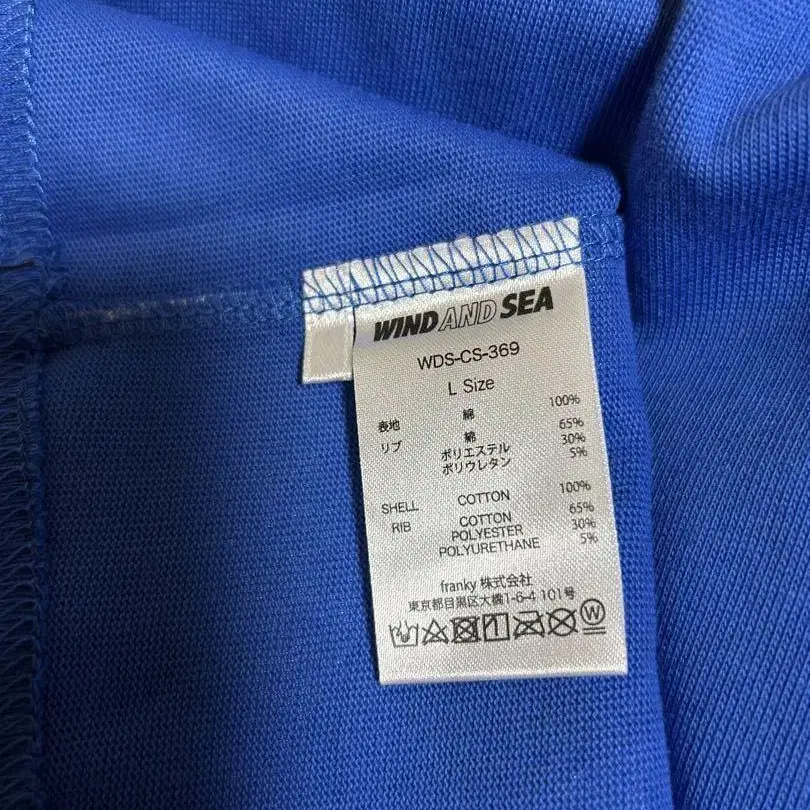 WIND AND SEA
WDS-CS-369
L Size
表地 綿 100%
リブ 綿 65%
ポリエステル 30%
ポリウレタン 5%
SHELL COTTON 100%
RIB COTTON 65%
POLYESTER 30%
POLYURETHANE 5%
franky 株式会社
東京都目黒区大橋1-6-4 101号
W